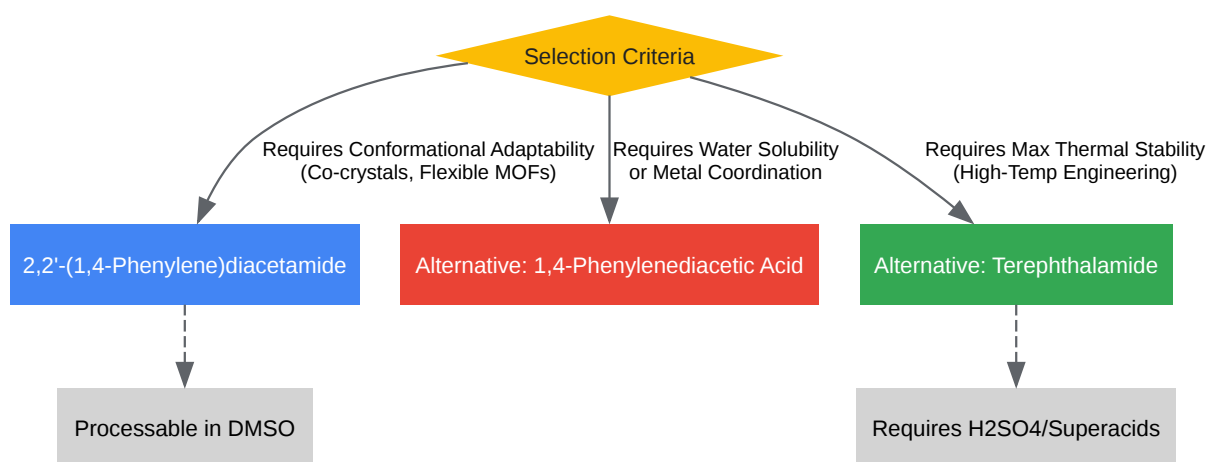 Selection Criteria
Requires Conformational Adaptability
(Co-crystals, Flexible MOFs)
Requires Water Solubility
or Metal Coordination
Requires Max Thermal Stability
(High-Temp Engineering)
2,2'-(1,4-Phenylene)diacetamide
Alternative: 1,4-Phenylenediacetic Acid
Alternative: Terephthalamide
Processable in DMSO
Requires H2SO4/Superacids